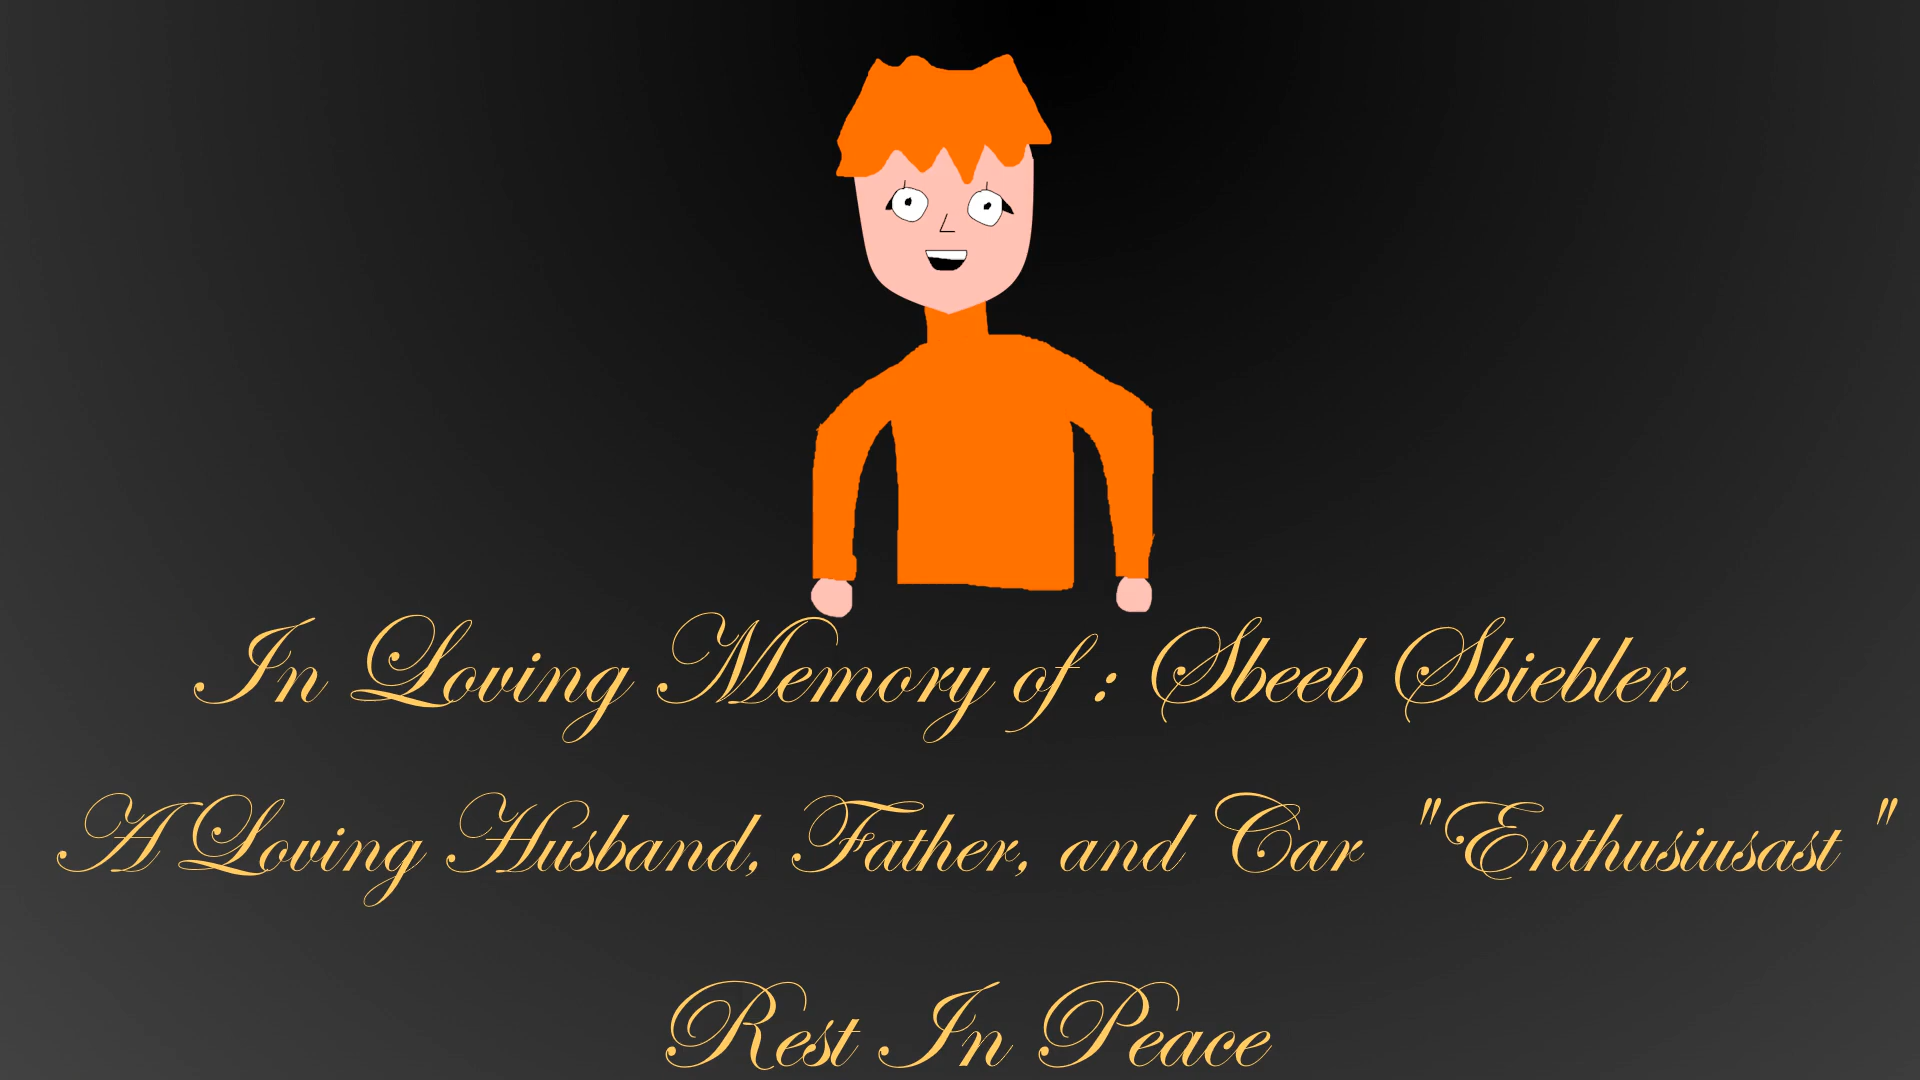 In Loving Memory of : Sbeeb Sbiebler
A Loving Husband, Father, and Car "Enthusiusast "
Rest In Peace